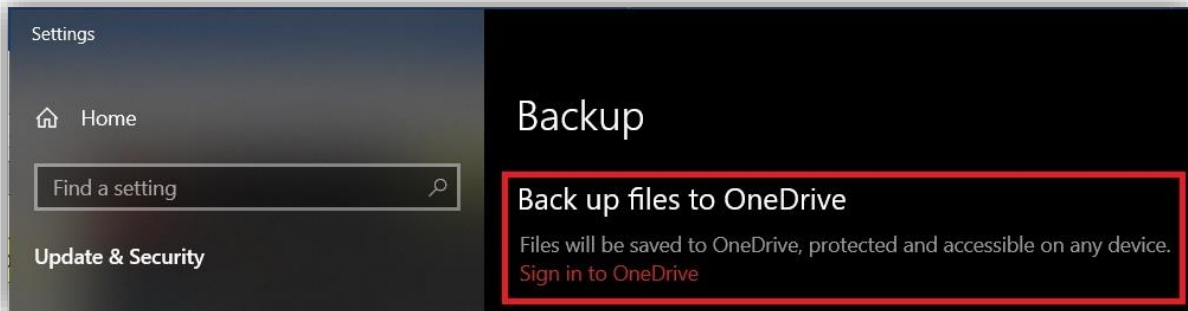 Settings
Home
Find a setting
Update & Security
Backup
Back up files to OneDrive
Files will be saved to OneDrive, protected and accessible on any device.
Sign in to OneDrive